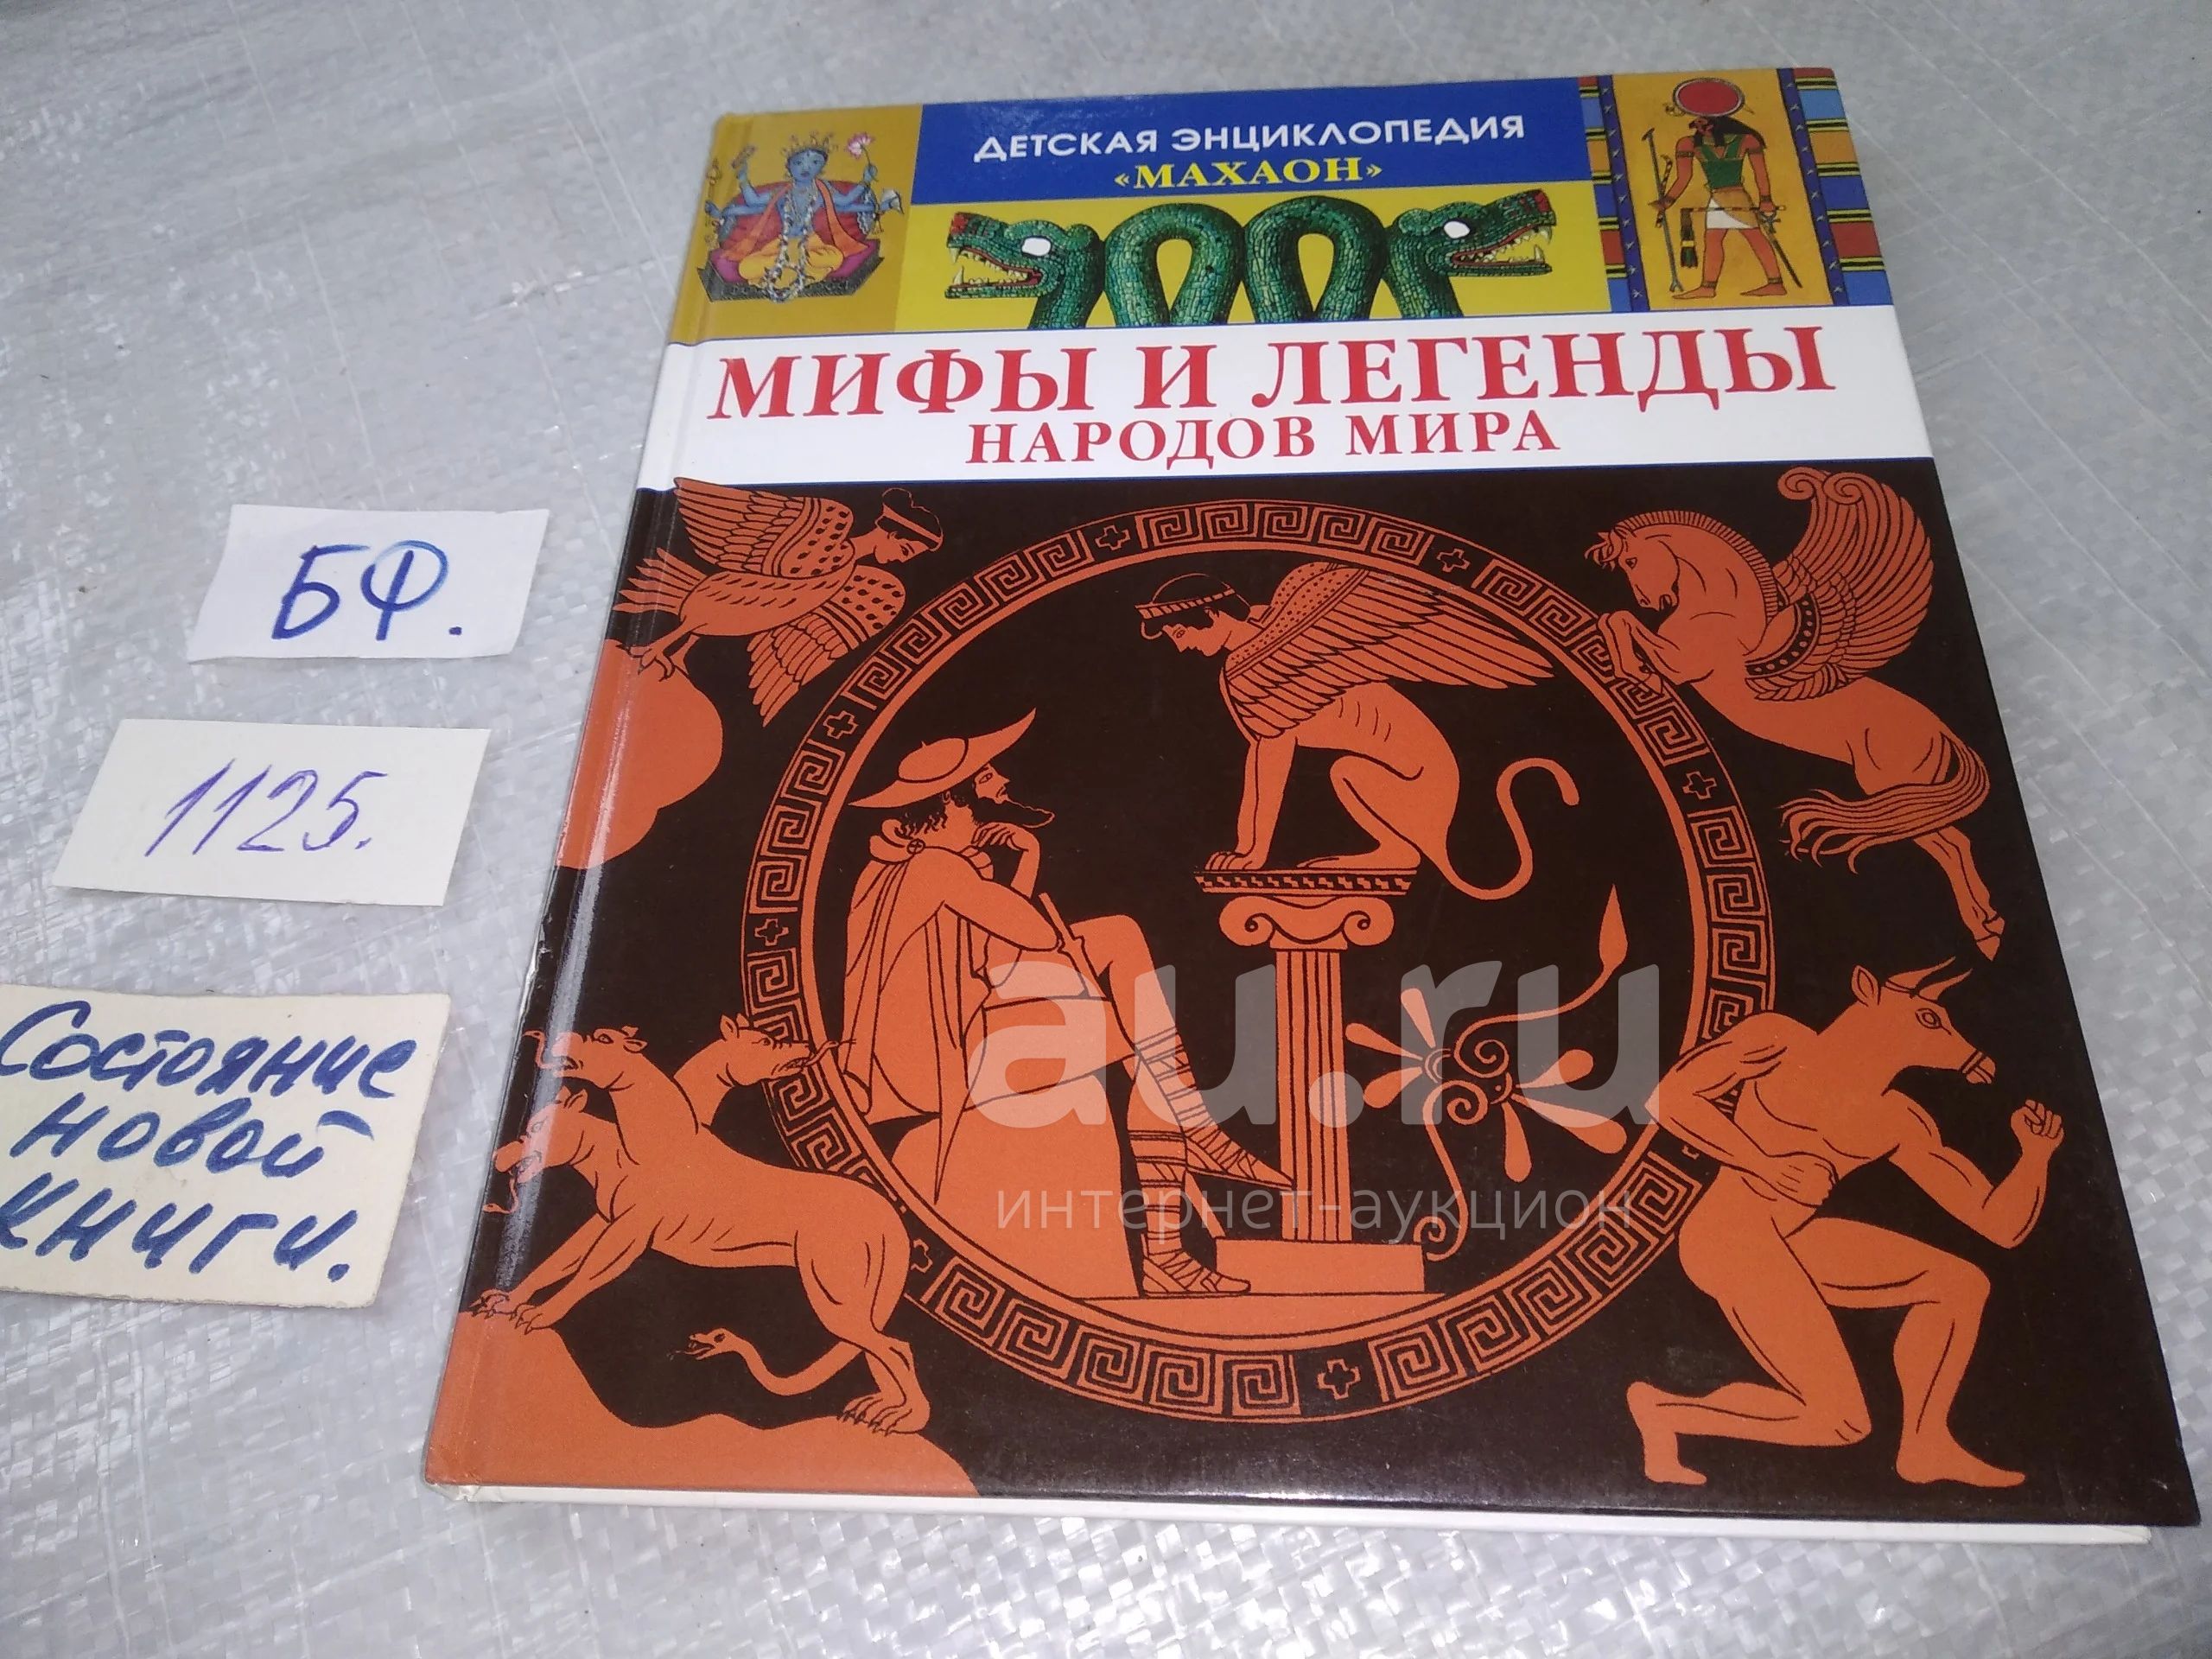 ДЕТСКАЯ ЭНЦИКЛОПЕДИЯ
«МАХАОН»
МИФЫ И ЛЕГЕНДЫ
НАРОДОВ МИРА
БФ.
1125.
Состояние
новой
книги.
au.ru
интернет-аукцион